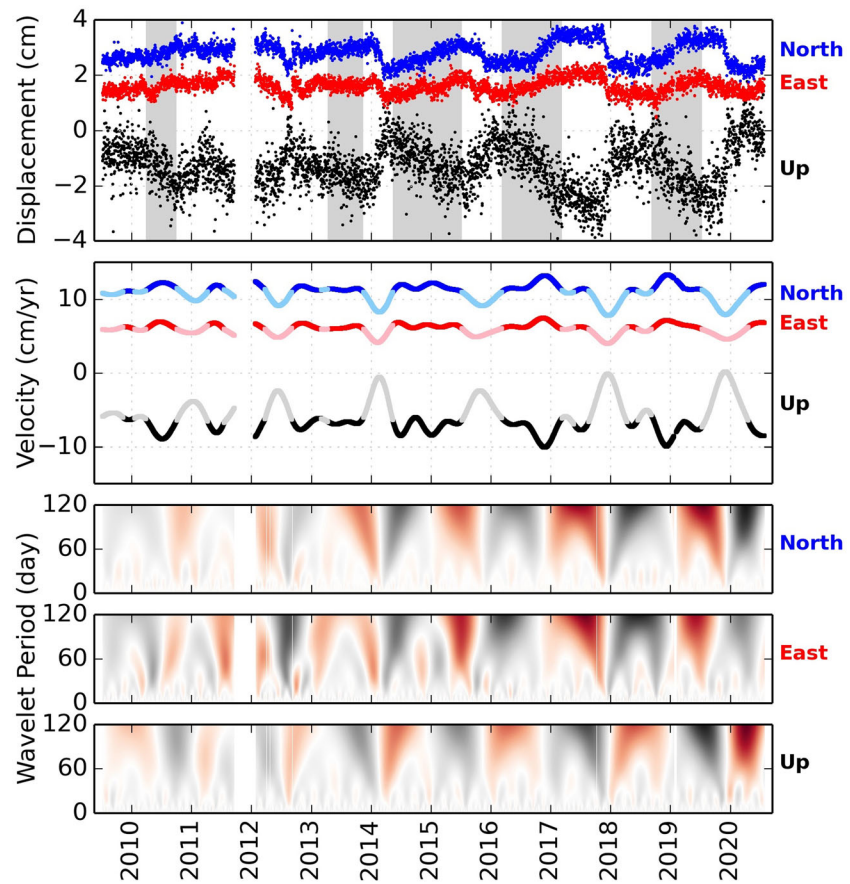 Displacement (cm)
4
2
0
−2
−4
North
East
Up
Velocity (cm/yr)
10
0
−10
North
East
Up
Wavelet Period (day)
120
60
0
North
120
60
0
East
120
60
0
Up
2010
2011
2012
2013
2014
2015
2016
2017
2018
2019
2020